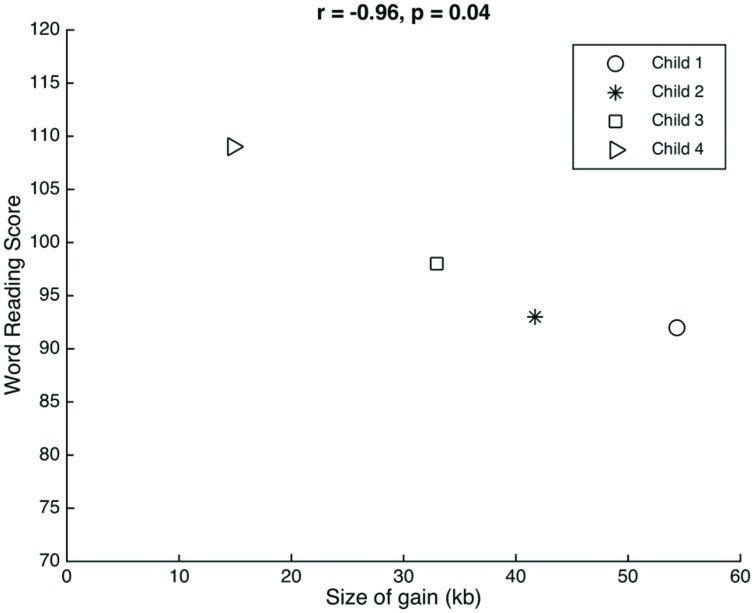 r = -0.96, p = 0.04
Child 1
Child 2
Child 3
Child 4
Word Reading Score
120
115
110
105
100
95
90
85
80
75
70
0 10 20 30 40 50 60
Size of gain (kb)